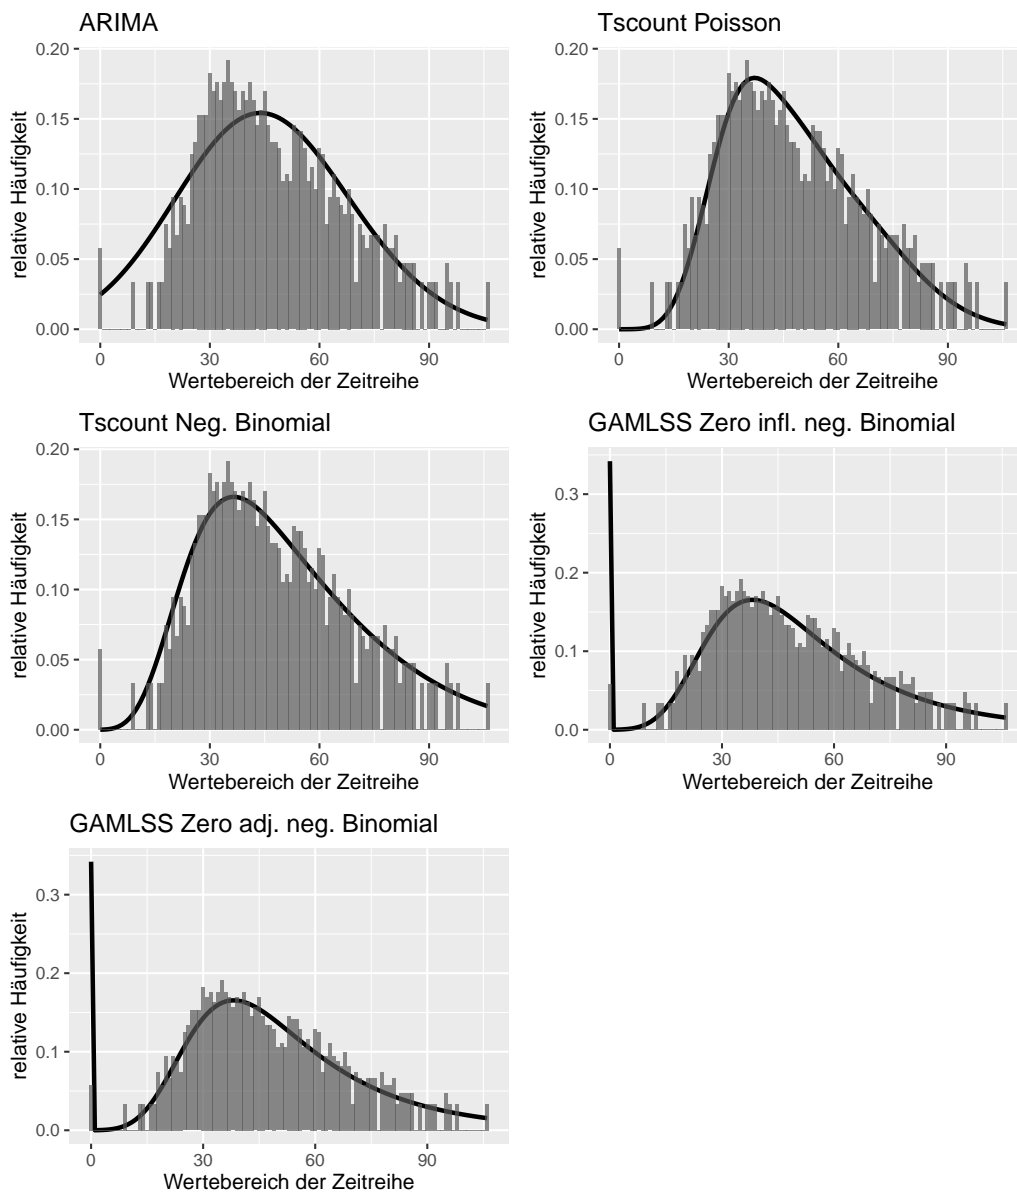 ARIMA
0.20
0.15
0.10
0.05
0.00
relative Häufigkeit
0 30 60 90
Wertebereich der Zeitreihe
Tscount Poisson
0.20
0.15
0.10
0.05
0.00
relative Häufigkeit
0 30 60 90
Wertebereich der Zeitreihe
Tscount Neg. Binomial
0.20
0.15
0.10
0.05
0.00
relative Häufigkeit
0 30 60 90
Wertebereich der Zeitreihe
GAMLSS Zero infl. neg. Binomial
0.3
0.2
0.1
0.0
relative Häufigkeit
0 30 60 90
Wertebereich der Zeitreihe
GAMLSS Zero adj. neg. Binomial
0.3
0.2
0.1
0.0
relative Häufigkeit
0 30 60 90
Wertebereich der Zeitreihe